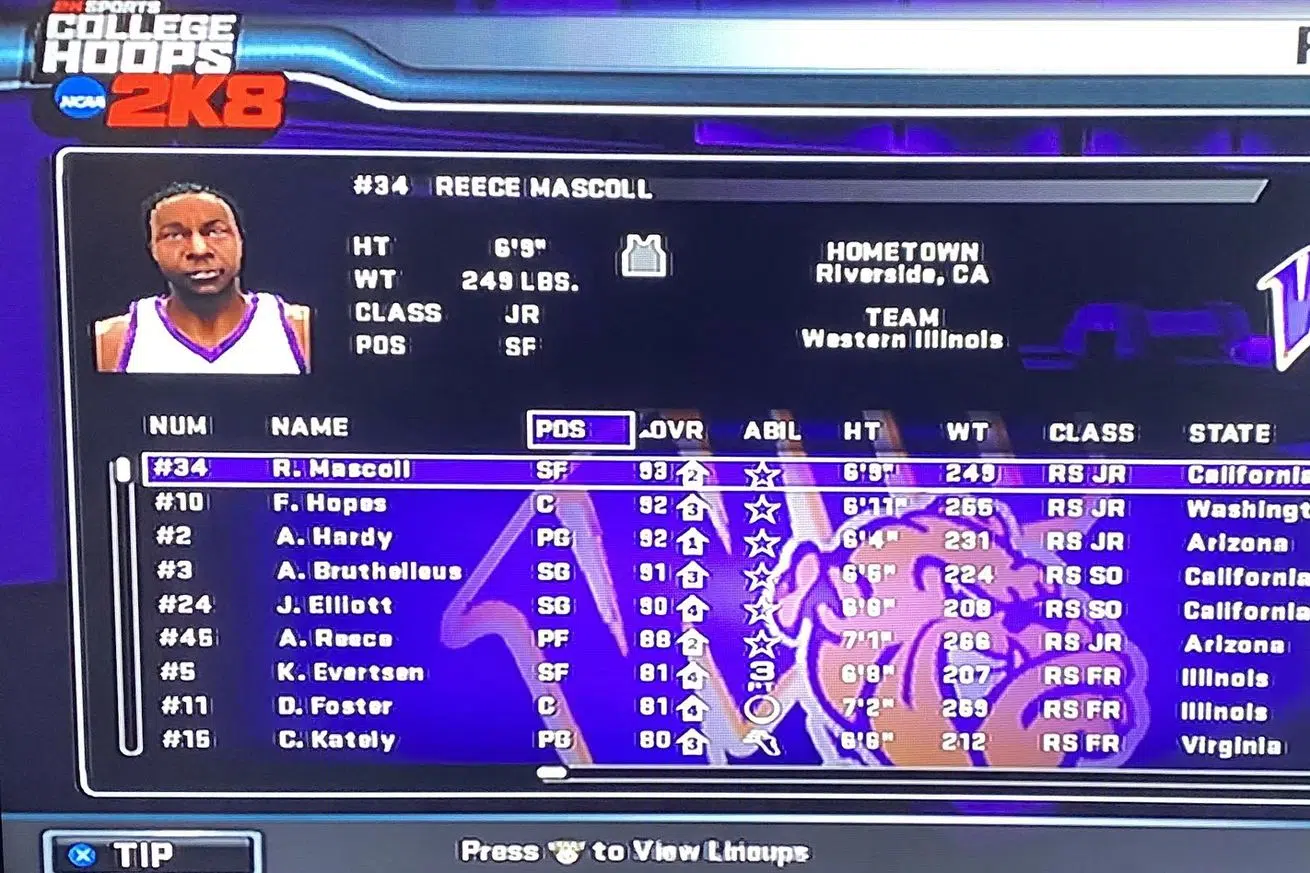 2K SPORTS
COLLEGE
HOOPS
NCAA 2K8
#34 REECE MASCOLL
HT 6'9"
WT 249 LBS.
CLASS JR
POS SF
HOMETOWN
Riverside, CA
TEAM
Western Illinois
NUM NAME POS OVR ABIL HT WT CLASS STATE
#34 R. Mascoll SF 93 2 6'9" 249 RS JR California
#10 F. Hopes C 92 3 6'11" 266 RS JR Washingt
#2 A. Hardy PG 92 1 6'4" 231 RS JR Arizona
#3 A. Bruthelleus SG 91 3 6'6" 224 RS SO California
#24 J. Elliott SG 90 4 208 RS SO California
#45 A. Reece PF 88 2 7'1" 266 RS JR Arizona
#5 K. Evertsen SF 81 4 3 PT 6'8" 207 RS FR Illinois
#11 D. Foster C 81 4 7'2" 269 RS FR Illinois
#15 C. Kately PG 80 3 212 RS FR Virginia
TIP
Press to View Lineups